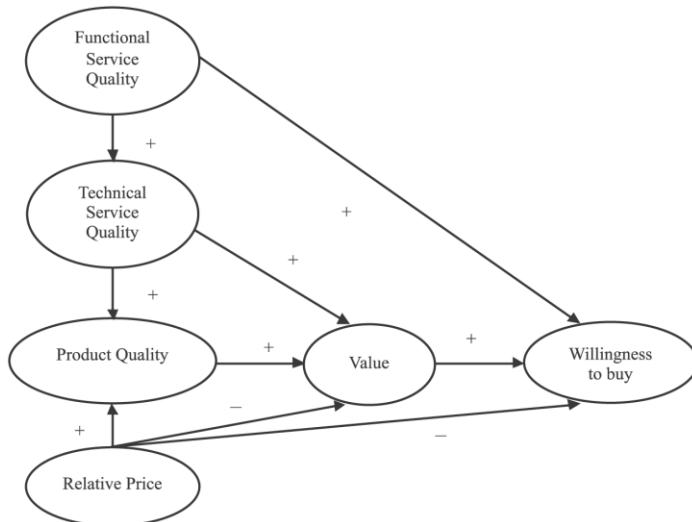 Functional
Service
Quality
+
Technical
Service
Quality
+
+
+
Product Quality
+
Value
+
Willingness
to buy
+
–
–
Relative Price